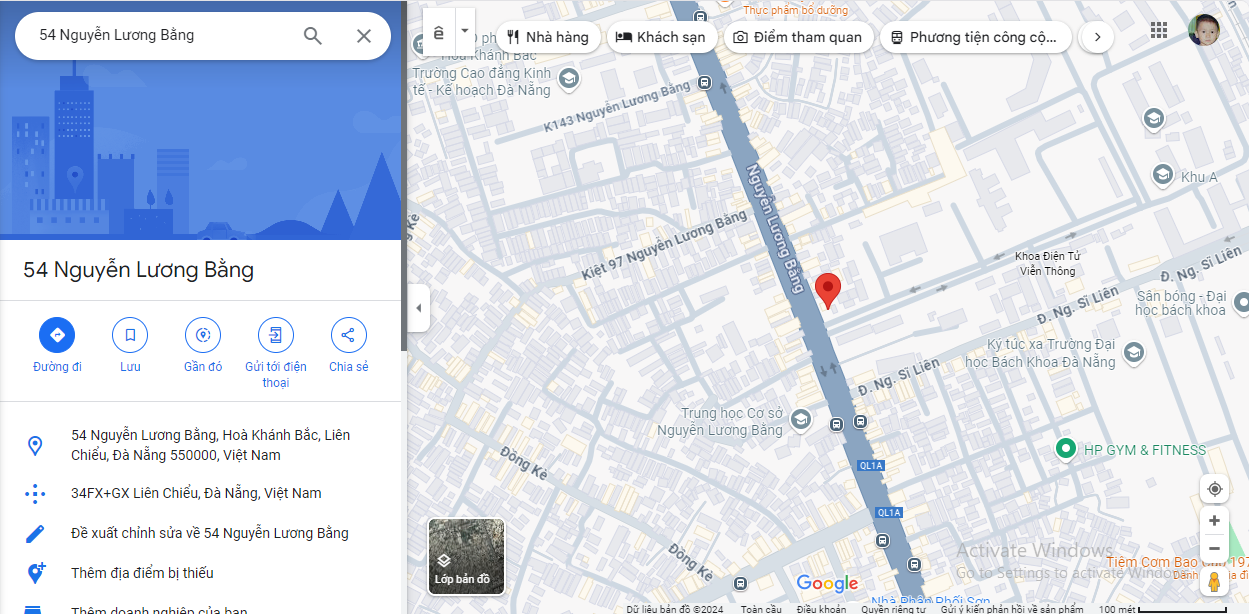 54 Nguyễn Lương Bằng
ê
Nhà hàng
Khách sạn
Điểm tham quan
Phương tiện công cộ...
Thực phẩm bổ dưỡng
Hoà Khánh Bắc
Trường Cao đẳng Kinh
tế - Kế hoạch Đà Nẵng
K143 Nguyễn Lương Bằng
Nguyễn Lương Bằng
Khu A
Kiệt 97 Nguyễn Lương Bằng
54 Nguyễn Lương Bằng
Khoa Điện Tử
Viễn Thông
Đ. Ng. Sĩ Liên
Đ. Ng. Sĩ Liên
Sân bóng - Đại
học bách khoa
Ký túc xa Trường Đại
học Bách Khoa Đà Nẵng
Đ. Ng. Sĩ Liên
Đường đi
Lưu
Gần đó
Gửi tới điện
thoại
Chia sẻ
Trung học Cơ sở
Nguyễn Lương Bằng
54 Nguyễn Lương Bằng, Hoà Khánh Bắc, Liên
Chiểu, Đà Nẵng 550000, Việt Nam
HP GYM & FITNESS
Đồng Kè
QL1A
34FX+GX Liên Chiểu, Đà Nẵng, Việt Nam
QL1A
Đề xuất chỉnh sửa về 54 Nguyễn Lương Bằng
Đồng Kè
Activate Windows
Go to Settings to activate Windo
Tiệm Cơm Bao Cấp 197
Thêm địa điểm bị thiếu
Lớp bản đồ
Google
Nhà Phân Phối Sơn
Thêm doanh nghiệp của bạn
Dữ liệu bản đồ ©2024
Toàn cầu
Điều khoản
Quyền riêng tư
Gửi ý kiến phản hồi về sản phẩm
100 mét